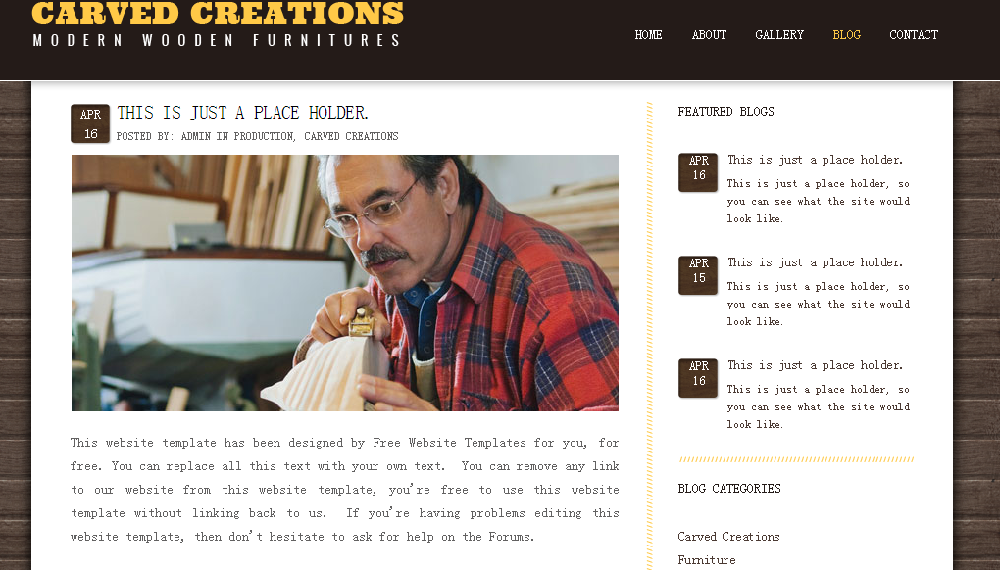 CARVED CREATIONS
MODERN WOODEN FURNITURES
HOME ABOUT GALLERY BLOG CONTACT
APR
16
THIS IS JUST A PLACE HOLDER.
POSTED BY: ADMIN IN PRODUCTION, CARVED CREATIONS
This website template has been designed by Free Website Templates for you, for
free. You can replace all this text with your own text. You can remove any link
to our website from this website template, you're free to use this website
template without linking back to us. If you're having problems editing this
website template, then don't hesitate to ask for help on the Forums.
FEATURED BLOGS
APR
16
This is just a place holder.
This is just a place holder, so
you can see what the site would
look like.
APR
15
This is just a place holder.
This is just a place holder, so
you can see what the site would
look like.
APR
16
This is just a place holder.
This is just a place holder, so
you can see what the site would
look like.
BLOG CATEGORIES
Carved Creations
Furniture